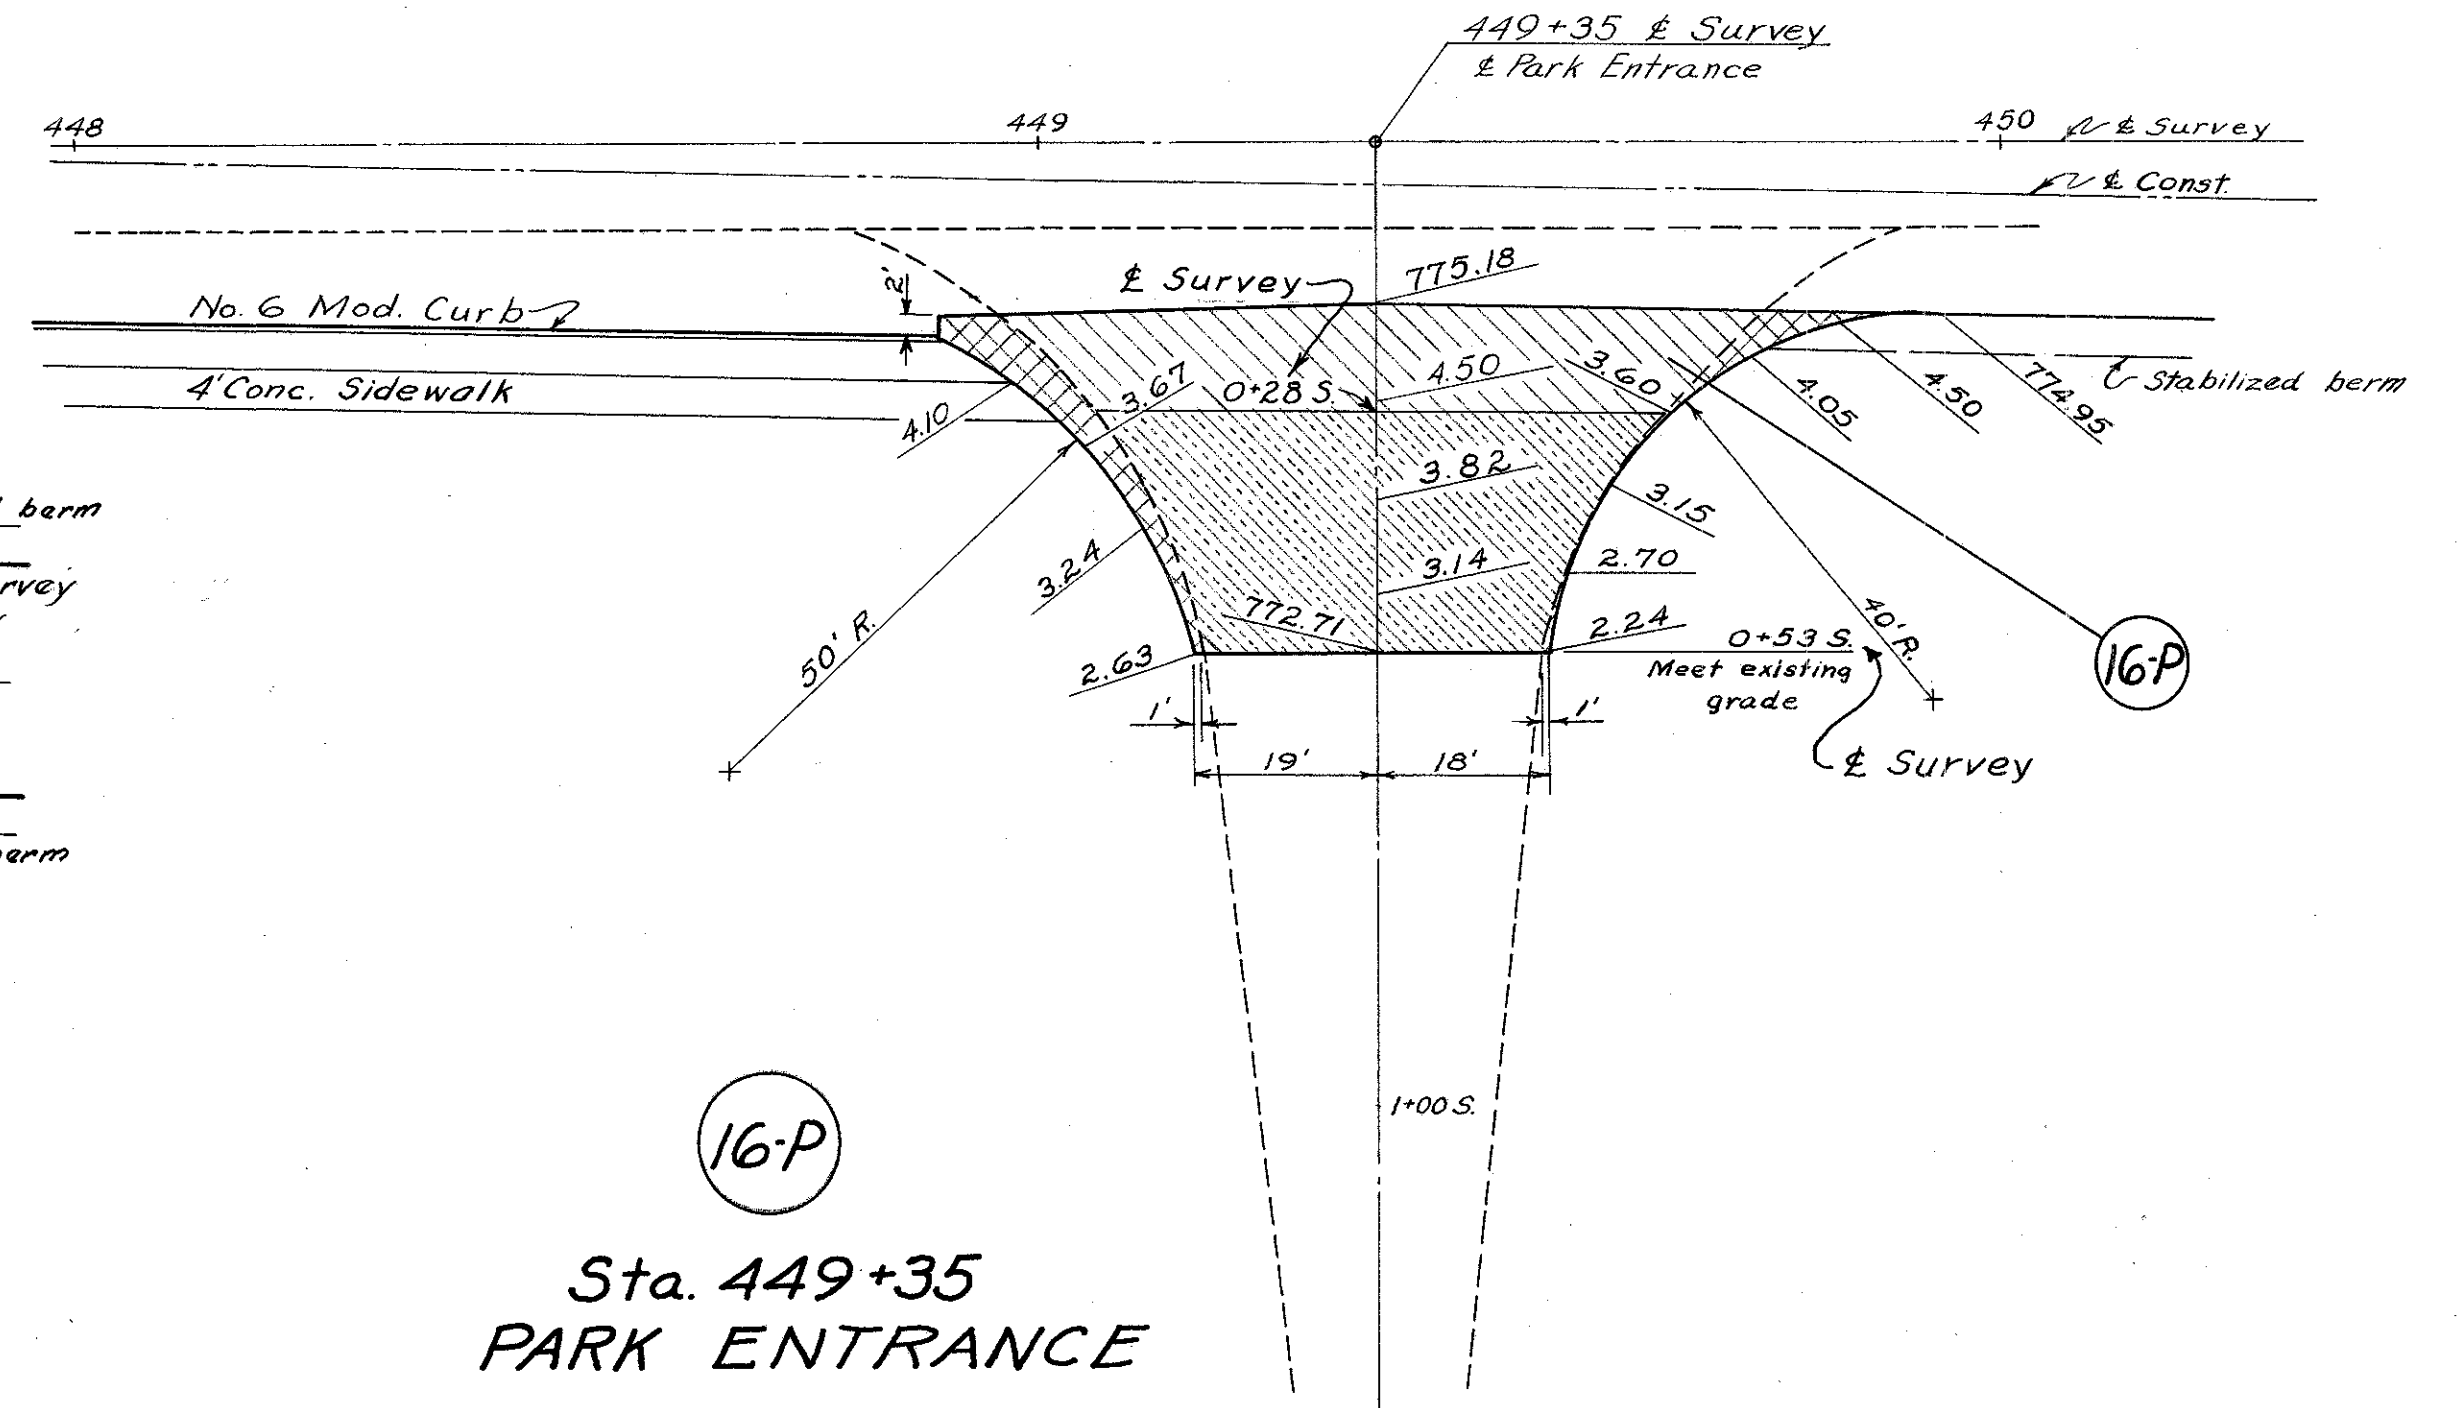 449+35 ℄ Survey
℄ Park Entrance
448
449
450
℄ Survey
℄ Const.
775.18
℄ Survey
2'
No. 6 Mod. Curb
4' Conc. Sidewalk
4.10
3.67
0+28 S.
4.50
3.60
4.05
4.50
774.95
Stabilized berm
3.82
3.15
berm
rvey
3.24
3.14
2.70
772.71
2.24
0+53 S.
Meet existing
grade
40' R.
16-P
50' R.
2.63
1'
1'
19'
18'
℄ Survey
erm
1+00 S.
16-P
Sta. 449+35
PARK ENTRANCE